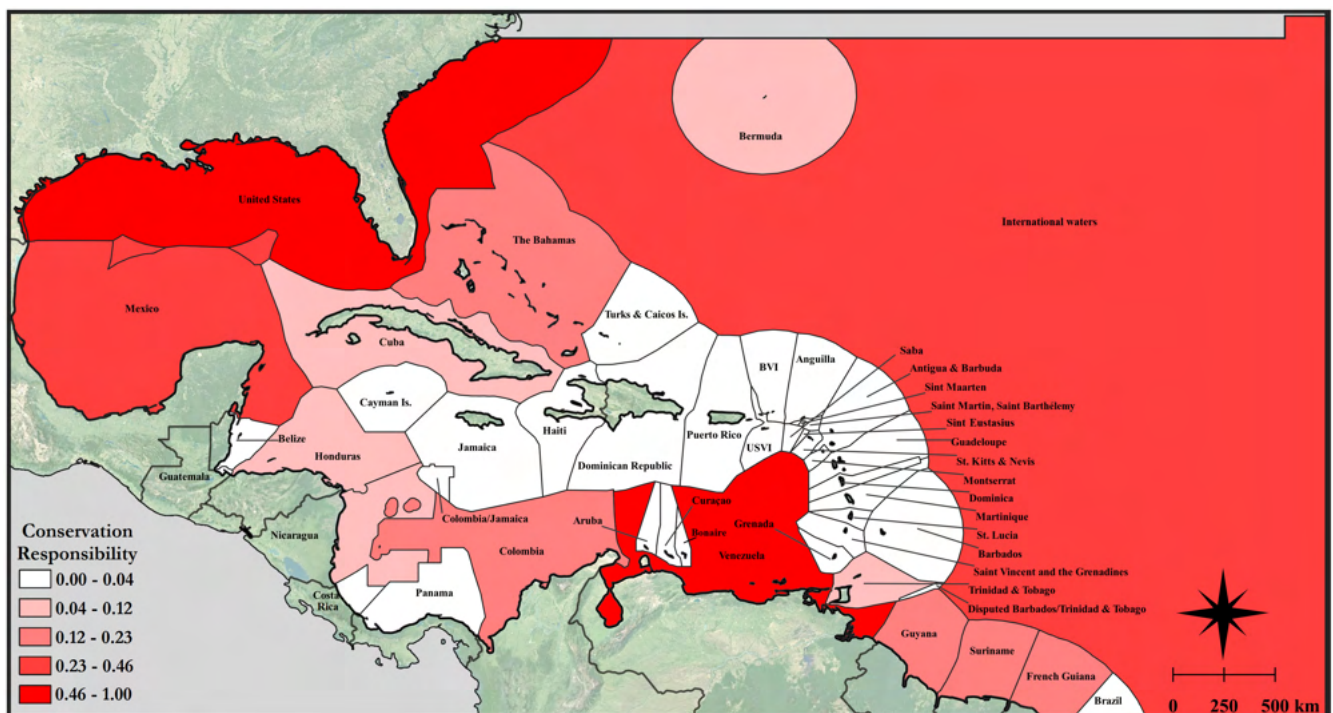 Bermuda
United States
International waters
The Bahamas
Mexico
Turks & Caicos Is.
Cuba
Saba
BVI
Anguilla
Antigua & Barbuda
Sint Maarten
Cayman Is.
Saint Martin, Saint Barthélemy
Sint Eustasius
Haiti
Puerto Rico
Belize
Jamaica
USVI
Guadeloupe
Honduras
Dominican Republic
St. Kitts & Nevis
Guatemala
Montserrat
Dominica
Curaçao
Colombia/Jamaica
Aruba
Grenada
Martinique
Bonaire
Nicaragua
Colombia
Venezuela
St. Lucia
Barbados
Saint Vincent and the Grenadines
Trinidad & Tobago
Costa
Rica
Panama
Disputed Barbados/Trinidad & Tobago
Guyana
Suriname
French Guiana
Brazil
Conservation
Responsibility
0.00 - 0.04
0.04 - 0.12
0.12 - 0.23
0.23 - 0.46
0.46 - 1.00
0 250 500 km